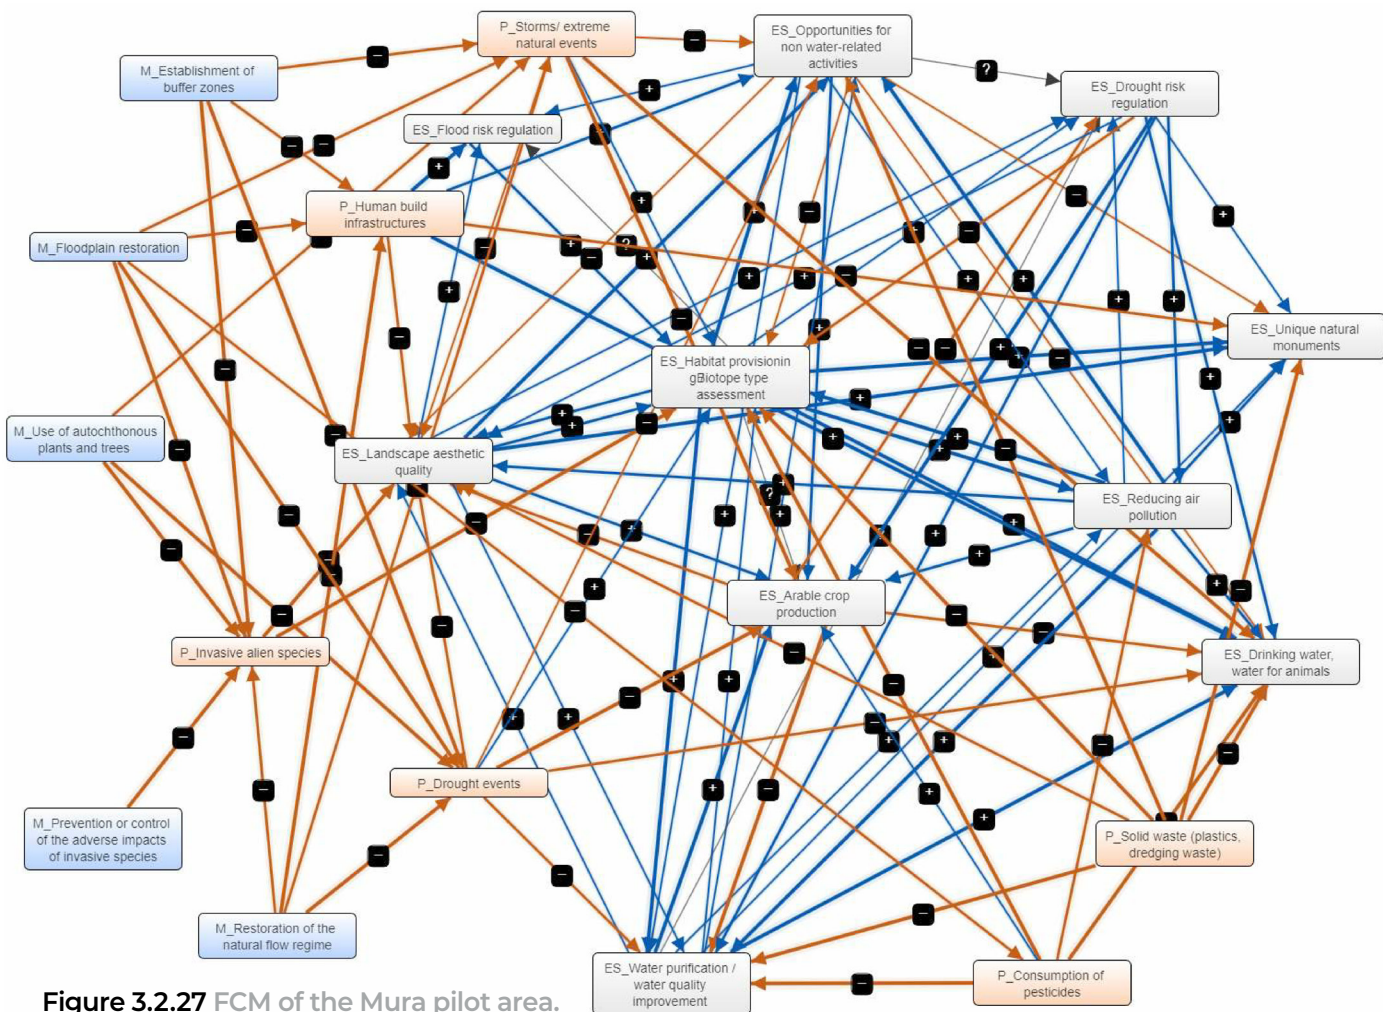 P_Storms/ extreme
natural events
ES_Opportunities for
non water-related
activities
M_Establishment of
buffer zones
ES_Drought risk
regulation
ES_Flood risk regulation
P_Human build
infrastructures
M_Floodplain restoration
ES_Unique natural
monuments
ES_Habitat provisionin
gBiotope type
assessment
M_Use of autochthonous
plants and trees
ES_Landscape aesthetic
quality
ES_Reducing air
pollution
ES_Arable crop
production
P_Invasive alien species
ES_Drinking water,
water for animals
P_Drought events
M_Prevention or control
of the adverse impacts
of invasive species
P_Solid waste (plastics,
dredging waste)
M_Restoration of the
natural flow regime
ES_Water purification /
water quality
improvement
P_Consumption of
pesticides
Figure 3.2.27 FCM of the Mura pilot area.